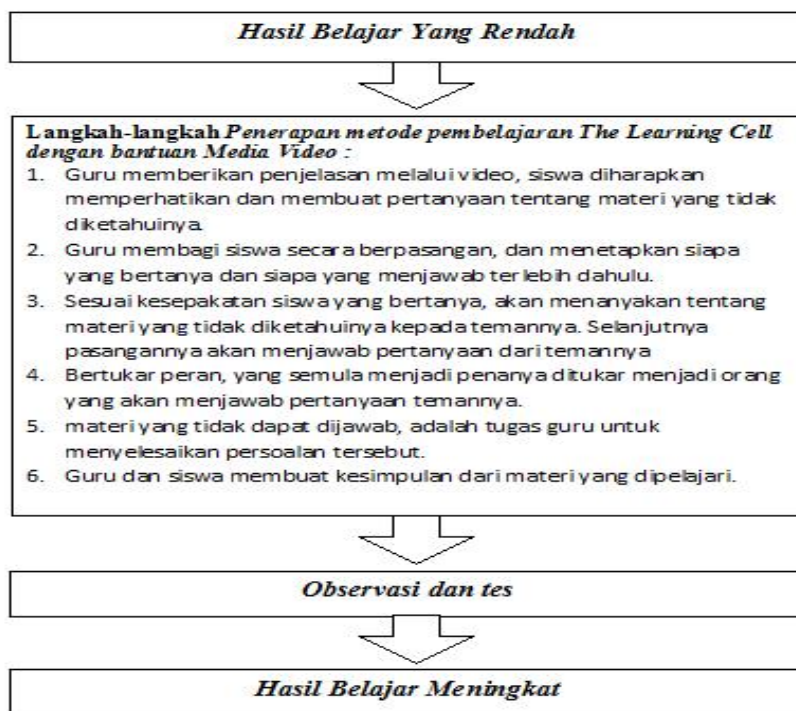 Hasil Belajar Yang Rendah
Langkah-langkah Penerapan metode pembelajaran The Learning Cell
dengan bantuan Media Video :
1. Guru memberikan penjelasan melalui video, siswa diharapkan
memperhatikan dan membuat pertanyaan tentang materi yang tidak
diketahuinya.
2. Guru membagi siswa secara berpasangan, dan menetapkan siapa
yang bertanya dan siapa yang menjawab terlebih dahulu.
3. Sesuai kesepakatan siswa yang bertanya, akan menanyakan tentang
materi yang tidak diketahuinya kepada temannya. Selanjutnya
pasangannya akan menjawab pertanyaan dari temannya
4. Bertukar peran, yang semula menjadi penanya ditukar menjadi orang
yang akan menjawab pertanyaan temannya.
5. materi yang tidak dapat dijawab, adalah tugas guru untuk
menyelesaikan persoalan tersebut.
6. Guru dan siswa membuat kesimpulan dari materi yang dipelajari.
Observasi dan tes
Hasil Belajar Meningkat